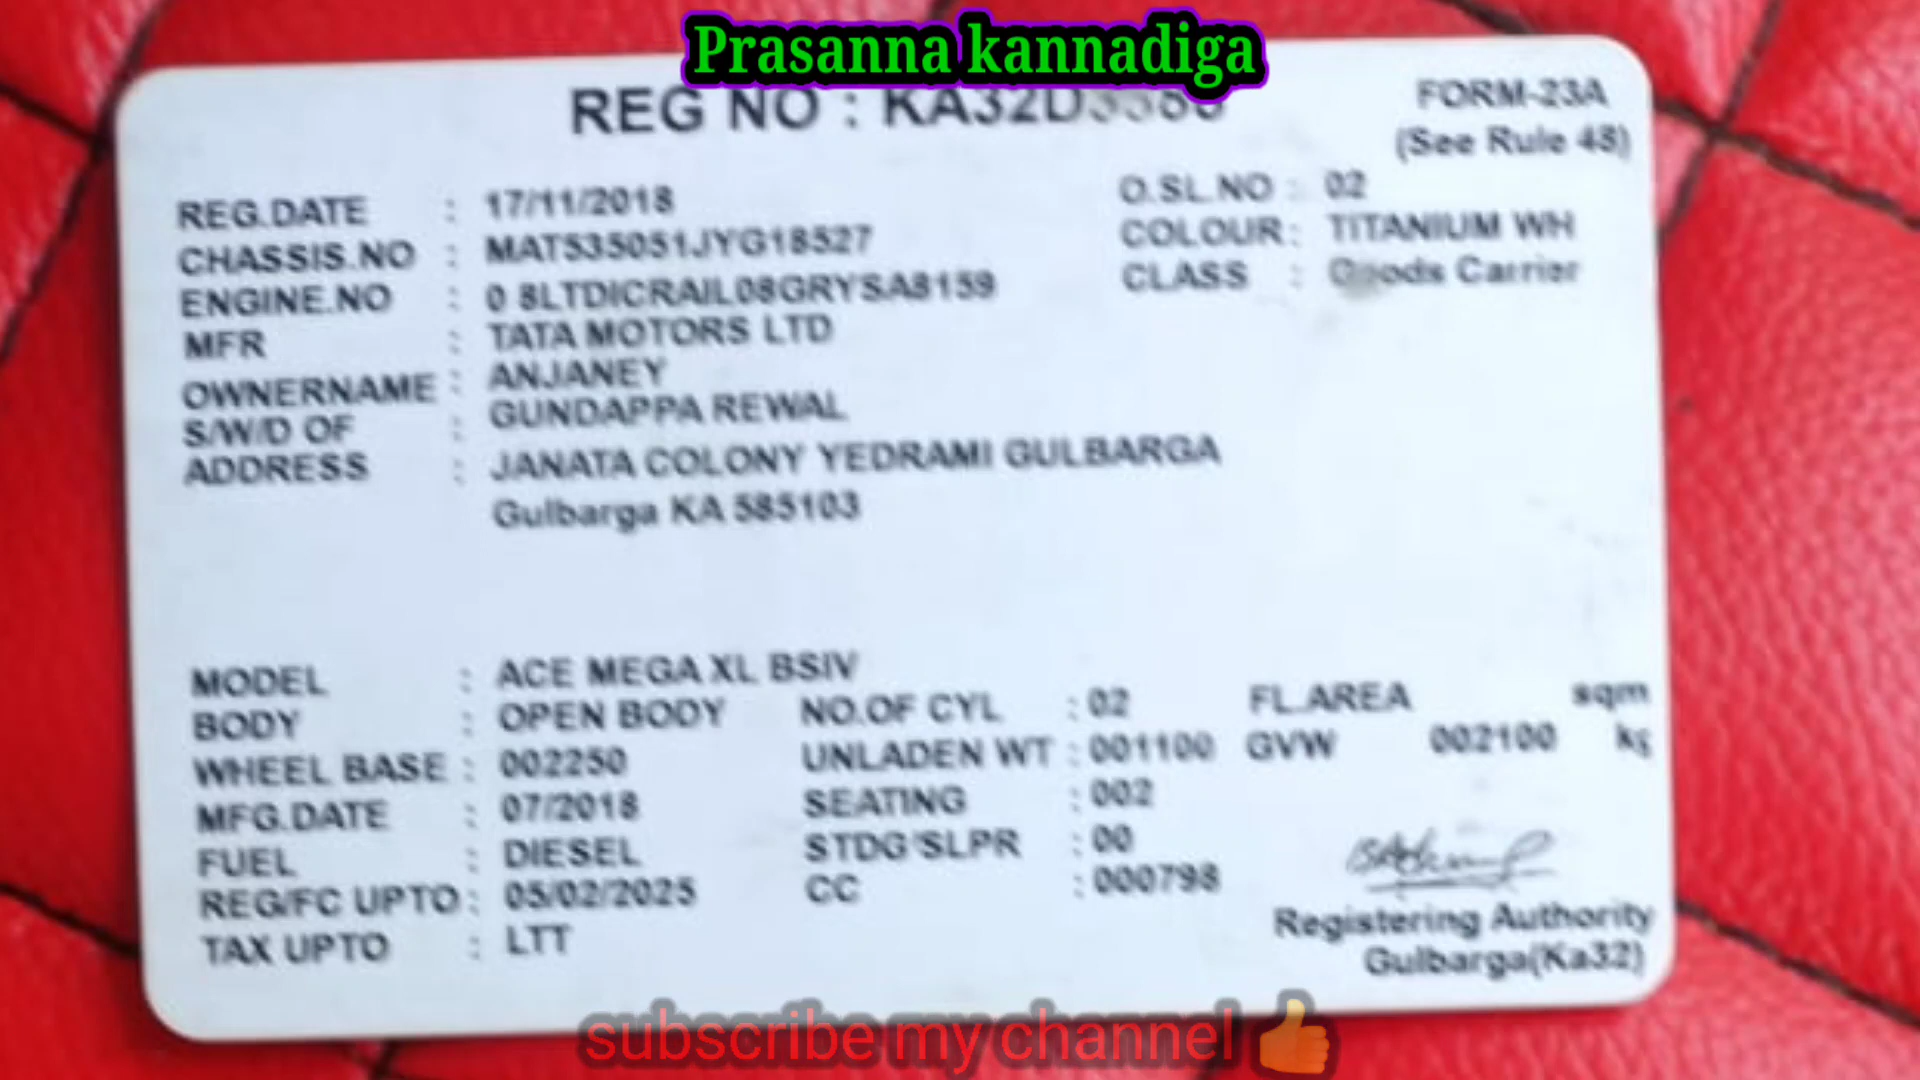 Prasanna kannadiga
REG NO :
FORM-23A
(See Rule 48)
REG.DATE : 17/11/2018
O.SL.NO : 02
CHASSIS.NO : MAT535051JYG18527
COLOUR : TITANIUM WH
ENGINE.NO : 0 8LTDICRAIL08GRYSA8159
CLASS : Goods Carrier
MFR : TATA MOTORS LTD
OWNERNAME : ANJANEY
S/W/D OF : GUNDAPPA REWAL
ADDRESS : JANATA COLONY YEDRAMI GULBARGA
Gulbarga KA 585103
MODEL : ACE MEGA XL BSIV
BODY : OPEN BODY NO.OF CYL : 02 FL.AREA sqm
WHEEL BASE : 002250 UNLADEN WT : 001100 GVW 002100 kg
MFG.DATE : 07/2018 SEATING : 002
FUEL : DIESEL STDG/SLPR : 00
REG/FC UPTO : 05/02/2025 CC : 000798
TAX UPTO : LTT
Registering Authority
Gulbarga(Ka32)
subscribe my channel 👍